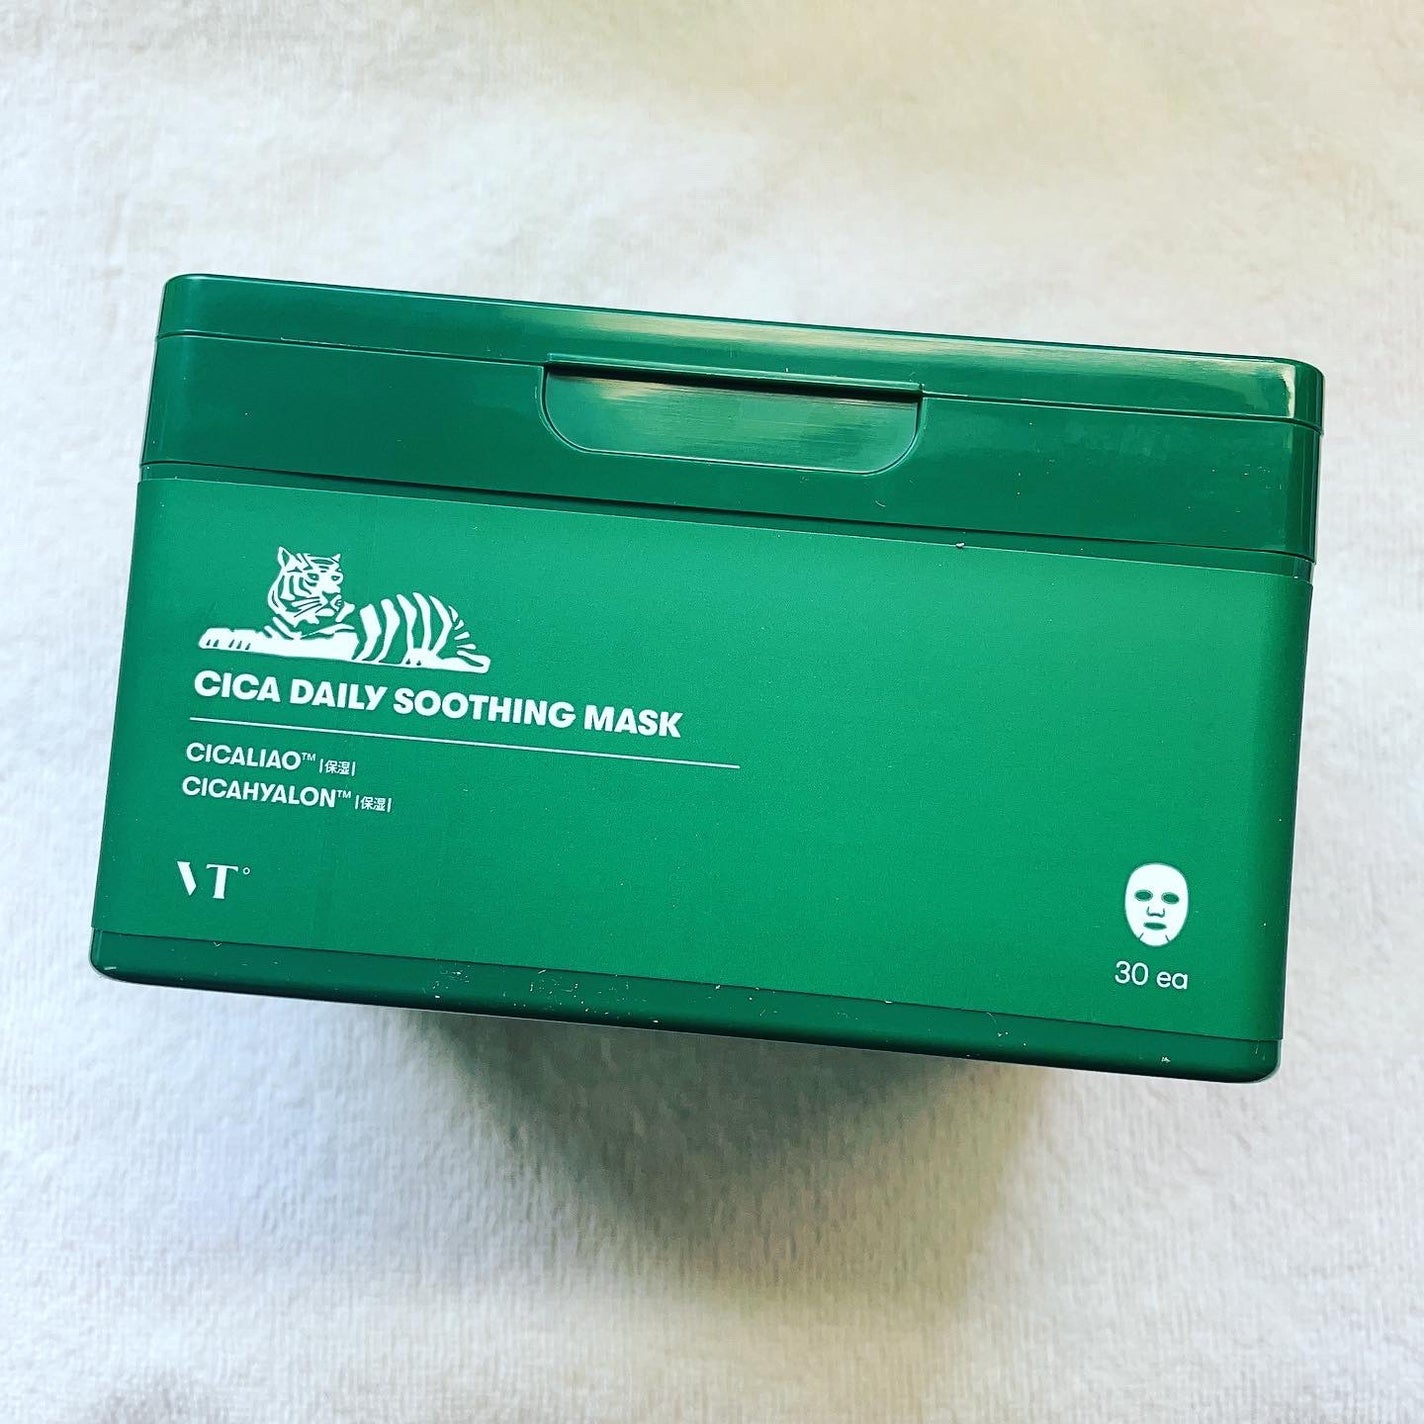 CICA DAILY SOOTHING MASK
CICALIAO™ |保湿|
CICAHYALON™ |保湿|
VT°
30 ea